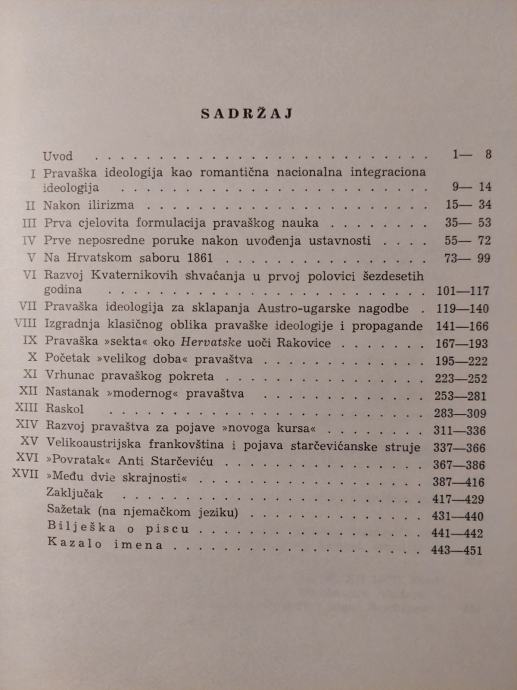 SADRŽAJ
Uvod . . . . . . . . . . . . . . . . . . . . 1— 8
I Pravaška ideologija kao romantična nacionalna integraciona
ideologija . . . . . . . . . . . . . . . . . . 9— 14
II Nakon ilirizma . . . . . . . . . . . . . . . . 15— 34
III Prva cjelovita formulacija pravaškog nauka . . . . . 35— 53
IV Prve neposredne poruke nakon uvođenja ustavnosti . . . . 55— 72
V Na Hrvatskom saboru 1861 . . . . . . . . . . . . 73— 99
VI Razvoj Kvaternikovih shvaćanja u prvoj polovici šezdesetih
godina . . . . . . . . . . . . . . . . . . . 101—117
VII Pravaška ideologija za sklapanja Austro-ugarske nagodbe . 119—140
VIII Izgradnja klasičnog oblika pravaške ideologije i propagande 141—166
IX Pravaška »sekta« oko Hervatske uoči Rakovice . . . . . 167—193
X Početak »velikog doba« pravaštva . . . . . . . . . 195—222
XI Vrhunac pravaškog pokreta . . . . . . . . . . . . 223—252
XII Nastanak »modernog« pravaštva . . . . . . . . . . 253—281
XIII Raskol . . . . . . . . . . . . . . . . . . . 283—309
XIV Razvoj pravaštva za pojave »novoga kursa« . . . . . . 311—336
XV Velikoaustrijska frankovština i pojava starčevićanske struje 337—366
XVI »Povratak« Anti Starčeviću . . . . . . . . . . . 367—386
XVII »Među dvie skrajnosti« . . . . . . . . . . . . . 387—416
Zaključak . . . . . . . . . . . . . . . . . . 417—429
Sažetak (na njemačkom jeziku) . . . . . . . . . . 431—440
Bilješka o piscu . . . . . . . . . . . . . 441—442
Kazalo imena . . . . . . . . . . . . . . . 443—451